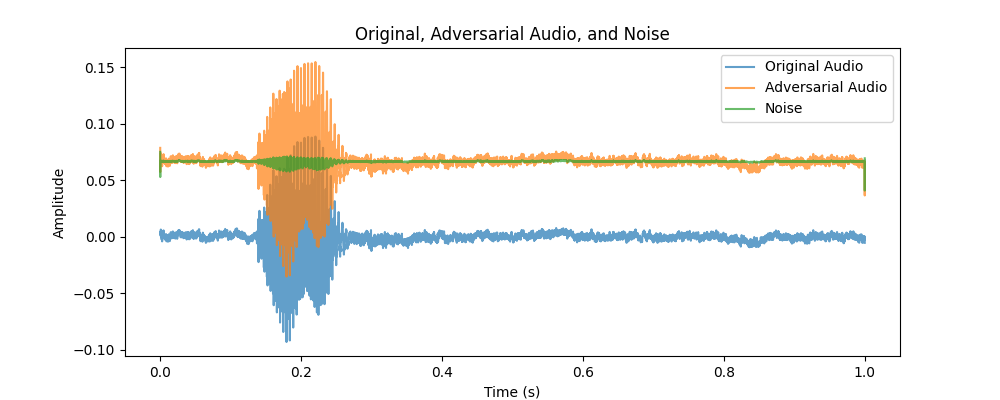 Original, Adversarial Audio, and Noise
Original Audio
Adversarial Audio
Noise
Amplitude
0.15
0.10
0.05
0.00
−0.05
−0.10
0.0
0.2
0.4
0.6
0.8
1.0
Time (s)